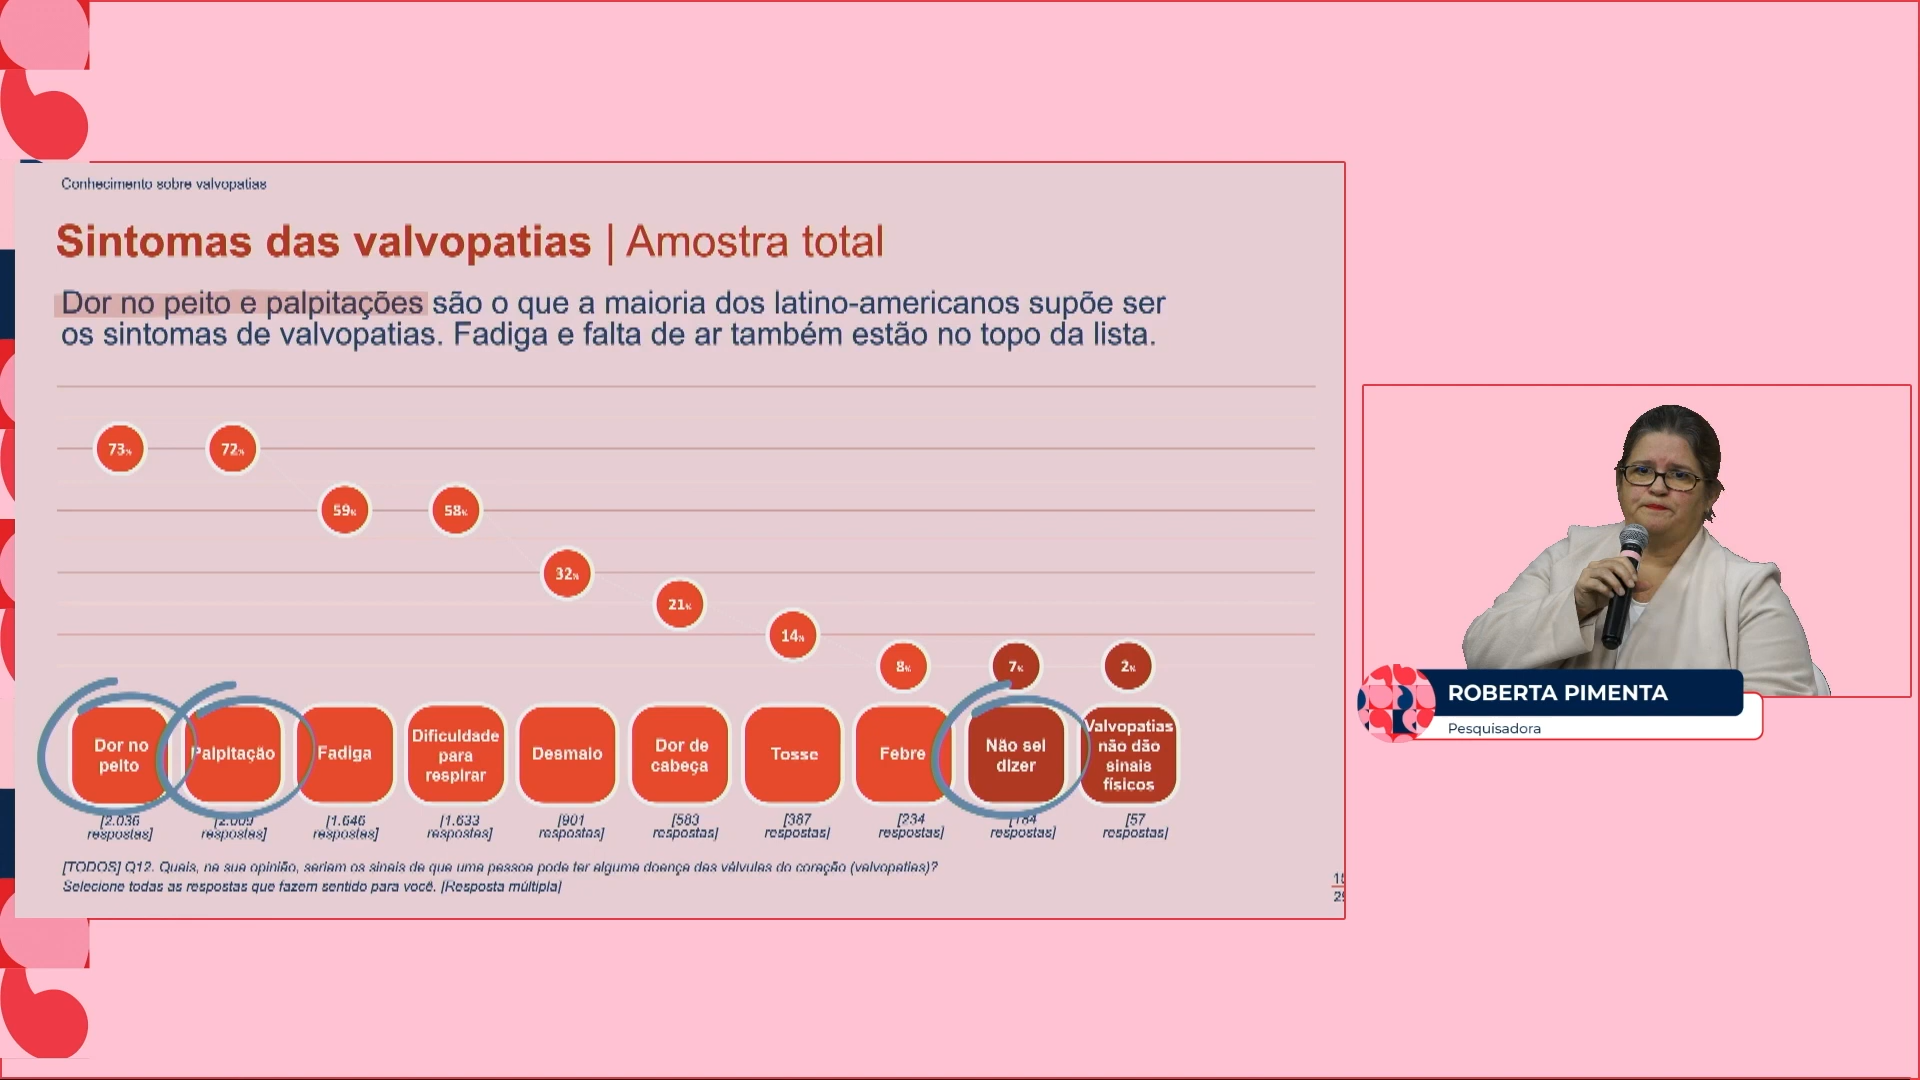 Conhecimento sobre valvopatias
Sintomas das valvopatias | Amostra total
Dor no peito e palpitações são o que a maioria dos latino-americanos supõe ser
os sintomas de valvopatias. Fadiga e falta de ar também estão no topo da lista.
73%
72%
59%
58%
32%
21%
14%
8%
7%
2%
Dor no
peito
Palpitação
Fadiga
Dificuldade
para
respirar
Desmaio
Dor de
cabeça
Tosse
Febre
Não sei
dizer
Valvopatias
não dão
sinais
físicos
[2.036
respostas]
[2.009
respostas]
[1.646
respostas]
[1.633
respostas]
[901
respostas]
[583
respostas]
[387
respostas]
[234
respostas]
[184
respostas]
[57
respostas]
[TODOS] Q12. Quais, na sua opinião, seriam os sinais de que uma pessoa pode ter alguma doença das válvulas do coração (valvopatias)?
Selecione todas as respostas que fazem sentido para você. [Resposta múltipla]
ROBERTA PIMENTA
Pesquisadora